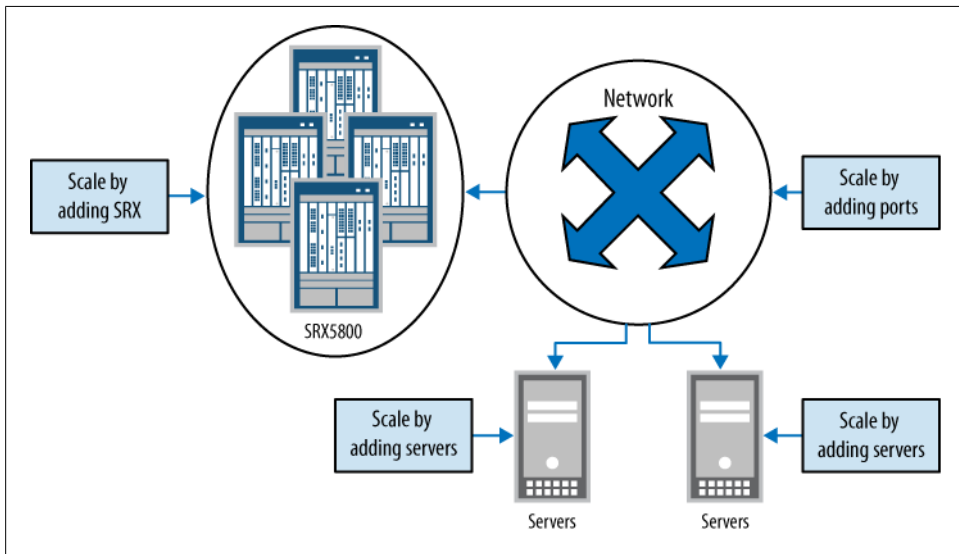 Network
Scale by
adding SRX
Scale by
adding ports
SRX5800
Scale by
adding servers
Scale by
adding servers
Servers
Servers